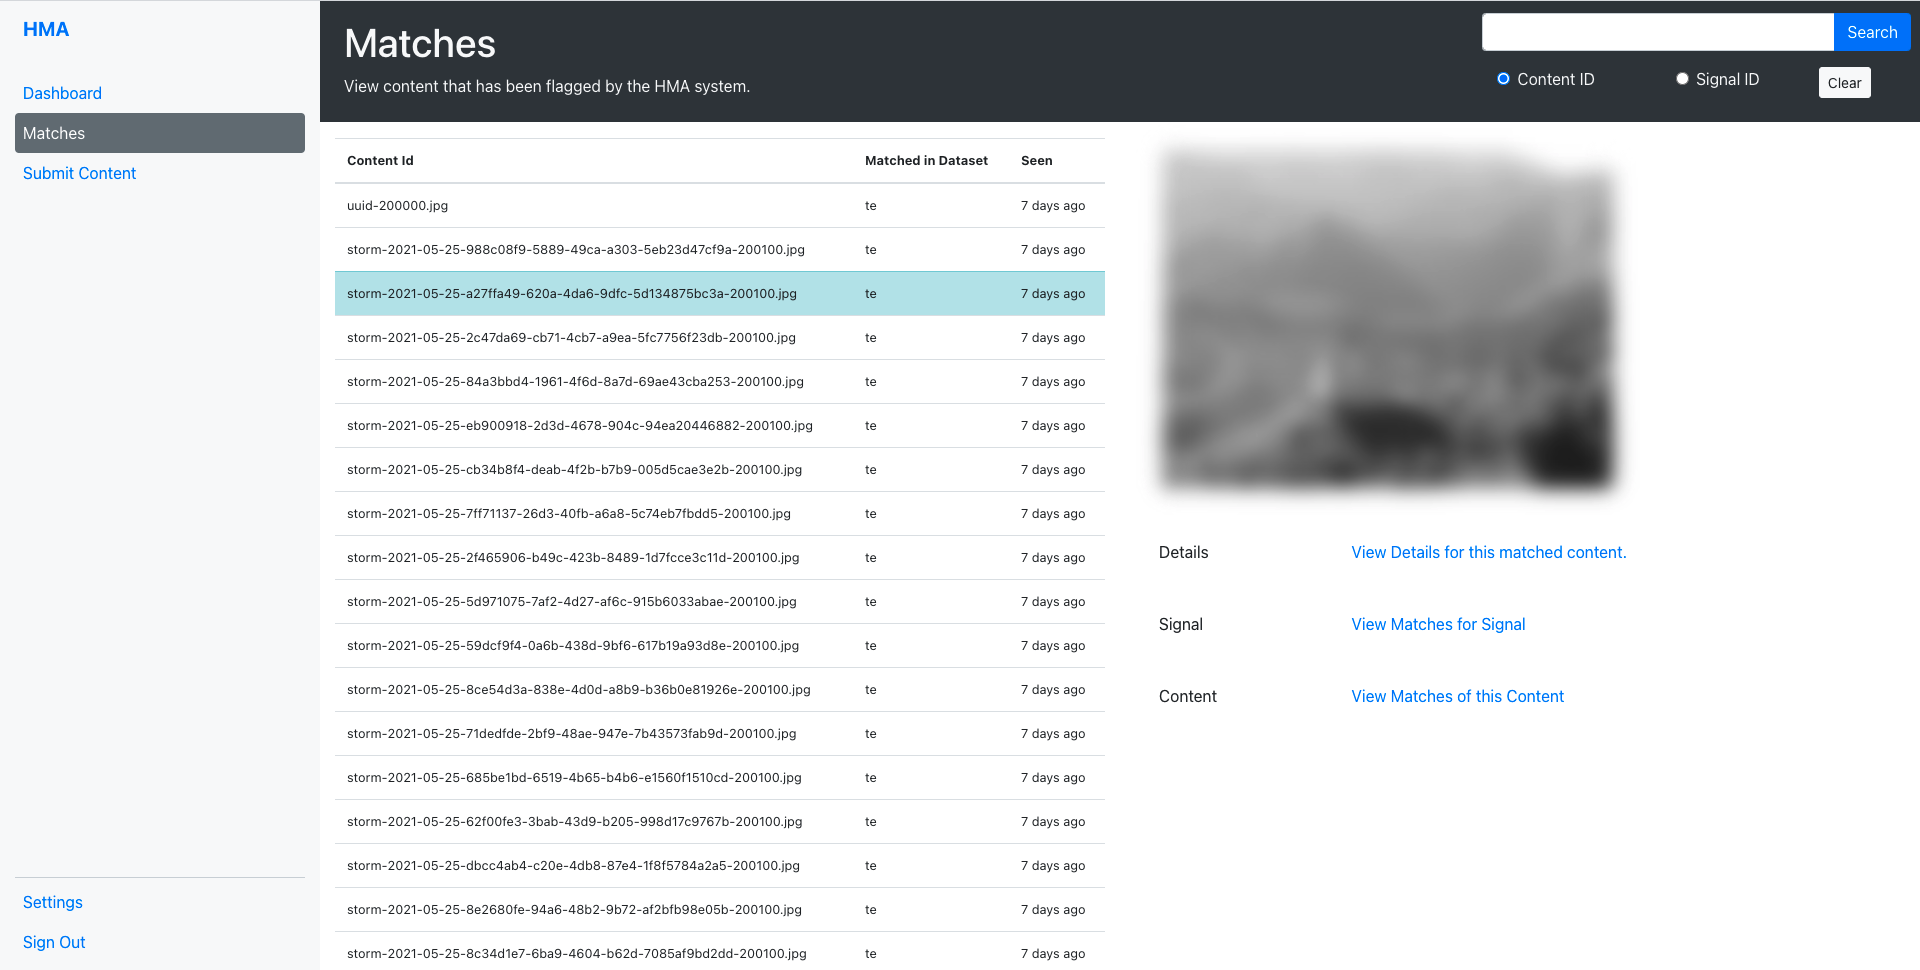 HMA
Dashboard
Matches
Submit Content
Settings
Sign Out
Matches
View content that has been flagged by the HMA system.
Search
Content ID Signal ID Clear
Content Id Matched in Dataset Seen
uuid-200000.jpg te 7 days ago
storm-2021-05-25-988c08f9-5889-49ca-a303-5eb23d47cf9a-200100.jpg te 7 days ago
storm-2021-05-25-a27ffa49-620a-4da6-9dfc-5d134875bc3a-200100.jpg te 7 days ago
storm-2021-05-25-2c47da69-cb71-4cb7-a9ea-5fc7756f23db-200100.jpg te 7 days ago
storm-2021-05-25-84a3bbd4-1961-4f6d-8a7d-69ae43cba253-200100.jpg te 7 days ago
storm-2021-05-25-eb900918-2d3d-4678-904c-94ea20446882-200100.jpg te 7 days ago
storm-2021-05-25-cb34b8f4-deab-4f2b-b7b9-005d5cae3e2b-200100.jpg te 7 days ago
storm-2021-05-25-7ff71137-26d3-40fb-a6a8-5c74eb7fbdd5-200100.jpg te 7 days ago
storm-2021-05-25-2f465906-b49c-423b-8489-1d7fcce3c11d-200100.jpg te 7 days ago
storm-2021-05-25-5d971075-7af2-4d27-af6c-915b6033abae-200100.jpg te 7 days ago
storm-2021-05-25-59dcf9f4-0a6b-438d-9bf6-617b19a93d8e-200100.jpg te 7 days ago
storm-2021-05-25-8ce54d3a-838e-4d0d-a8b9-b36b0e81926e-200100.jpg te 7 days ago
storm-2021-05-25-71dedfde-2bf9-48ae-947e-7b43573fab9d-200100.jpg te 7 days ago
storm-2021-05-25-685be1bd-6519-4b65-b4b6-e1560f1510cd-200100.jpg te 7 days ago
storm-2021-05-25-62f00fe3-3bab-43d9-b205-998d17c9767b-200100.jpg te 7 days ago
storm-2021-05-25-dbcc4ab4-c20e-4db8-87e4-1f8f5784a2a5-200100.jpg te 7 days ago
storm-2021-05-25-8e2680fe-94a6-48b2-9b72-af2bfb98e05b-200100.jpg te 7 days ago
storm-2021-05-25-8c34d1e7-6ba9-4604-b62d-7085af9bd2dd-200100.jpg te 7 days ago
Details View Details for this matched content.
Signal View Matches for Signal
Content View Matches of this Content